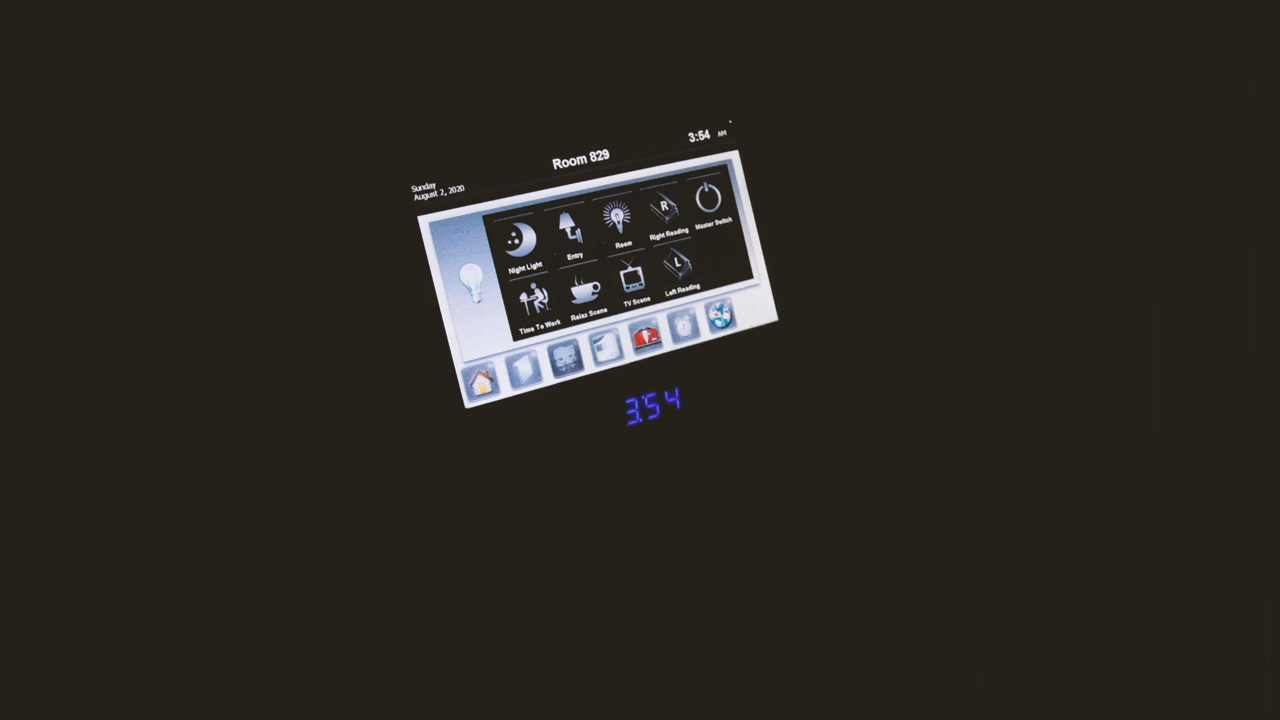 3:54 AM
Room 829
Sunday
August 2, 2020
Night Light
Entry
Room
R
Right Reading
Master Switch
Time To Work
Relax Scene
TV Scene
L
Left Reading
3:54